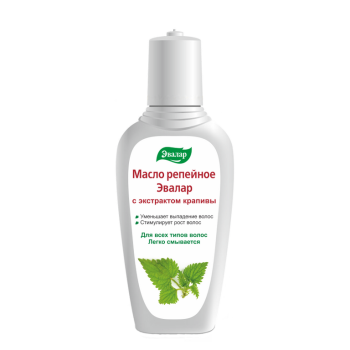 Эвалар
Масло репейное
Эвалар
с экстрактом крапивы
Уменьшает выпадение волос
Стимулирует рост волос
Для всех типов волос
Легко смывается